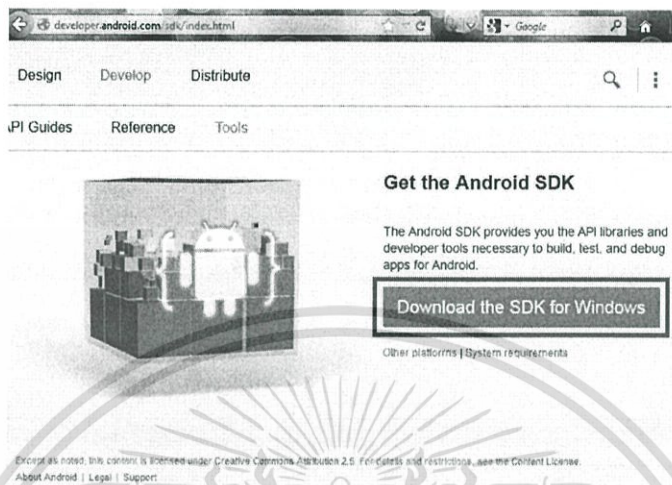 developer.android.com/sdk/index.html
Google
Design Develop Distribute
API Guides Reference Tools
Get the Android SDK
The Android SDK provides you the API libraries and
developer tools necessary to build, test, and debug
apps for Android.
Download the SDK for Windows
Other platforms | System requirements
Except as noted, this content is licensed under Creative Commons Attribution 2.5. For details and restrictions, see the Content License.
About Android | Legal | Support